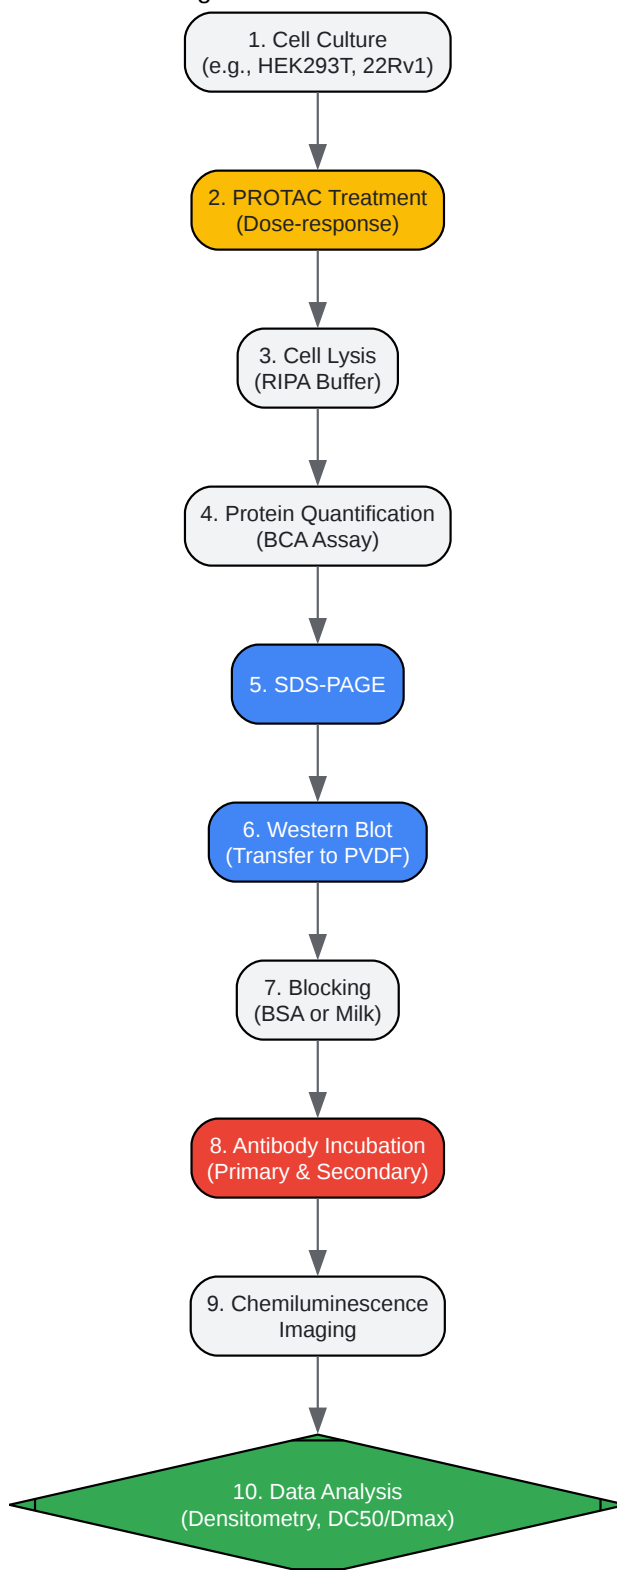 1. Cell Culture
(e.g., HEK293T, 22Rv1)
2. PROTAC Treatment
(Dose-response)
3. Cell Lysis
(RIPA Buffer)
4. Protein Quantification
(BCA Assay)
5. SDS-PAGE
6. Western Blot
(Transfer to PVDF)
7. Blocking
(BSA or Milk)
8. Antibody Incubation
(Primary & Secondary)
9. Chemiluminescence
Imaging
10. Data Analysis
(Densitometry, DC50/Dmax)